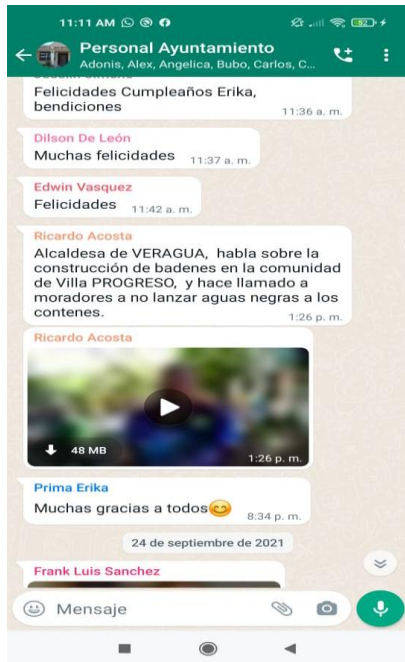 11:11 AM
82
Personal Ayuntamiento
Adonis, Alex, Angelica, Bubo, Carlos, C...
Felicidades Cumpleaños Erika,
bendiciones
11:36 a. m.
Dilson De León
Muchas felicidades
11:37 a. m.
Edwin Vasquez
Felicidades
11:42 a. m.
Ricardo Acosta
Alcaldesa de VERAGUA, habla sobre la
construcción de badenes en la comunidad
de Villa PROGRESO, y hace llamado a
moradores a no lanzar aguas negras a los
contenes.
1:26 p. m.
Ricardo Acosta
48 MB
1:26 p. m.
Prima Erika
Muchas gracias a todos😊
8:34 p. m.
24 de septiembre de 2021
Frank Luis Sanchez
Mensaje